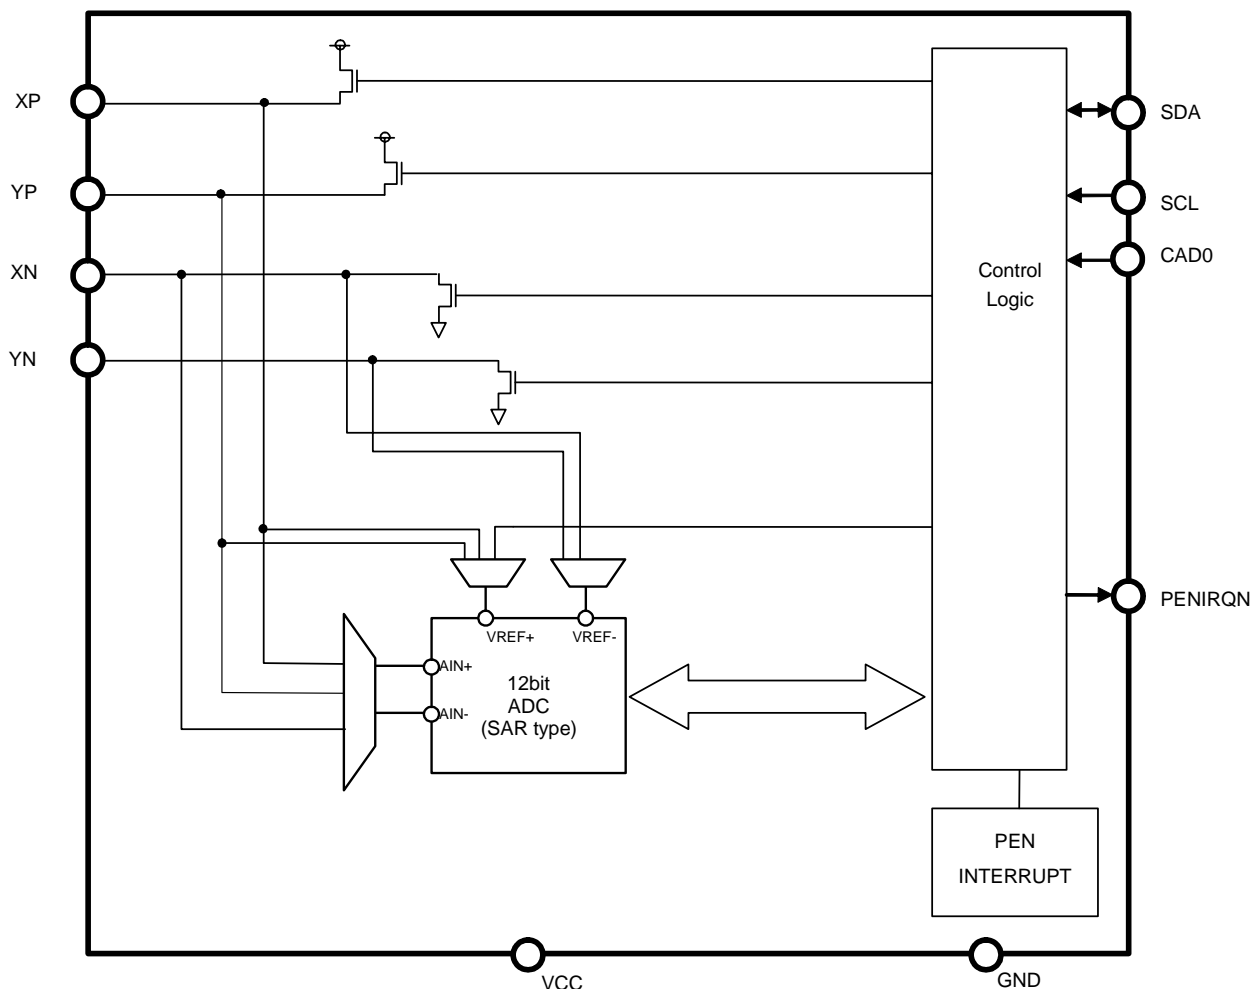 XP
SDA
YP
SCL
XN
CAD0
Control
Logic
YN
PENIRQN
VREF+
VREF-
AIN+
12bit
ADC
AIN-
(SAR type)
PEN
INTERRUPT
VCC
GND